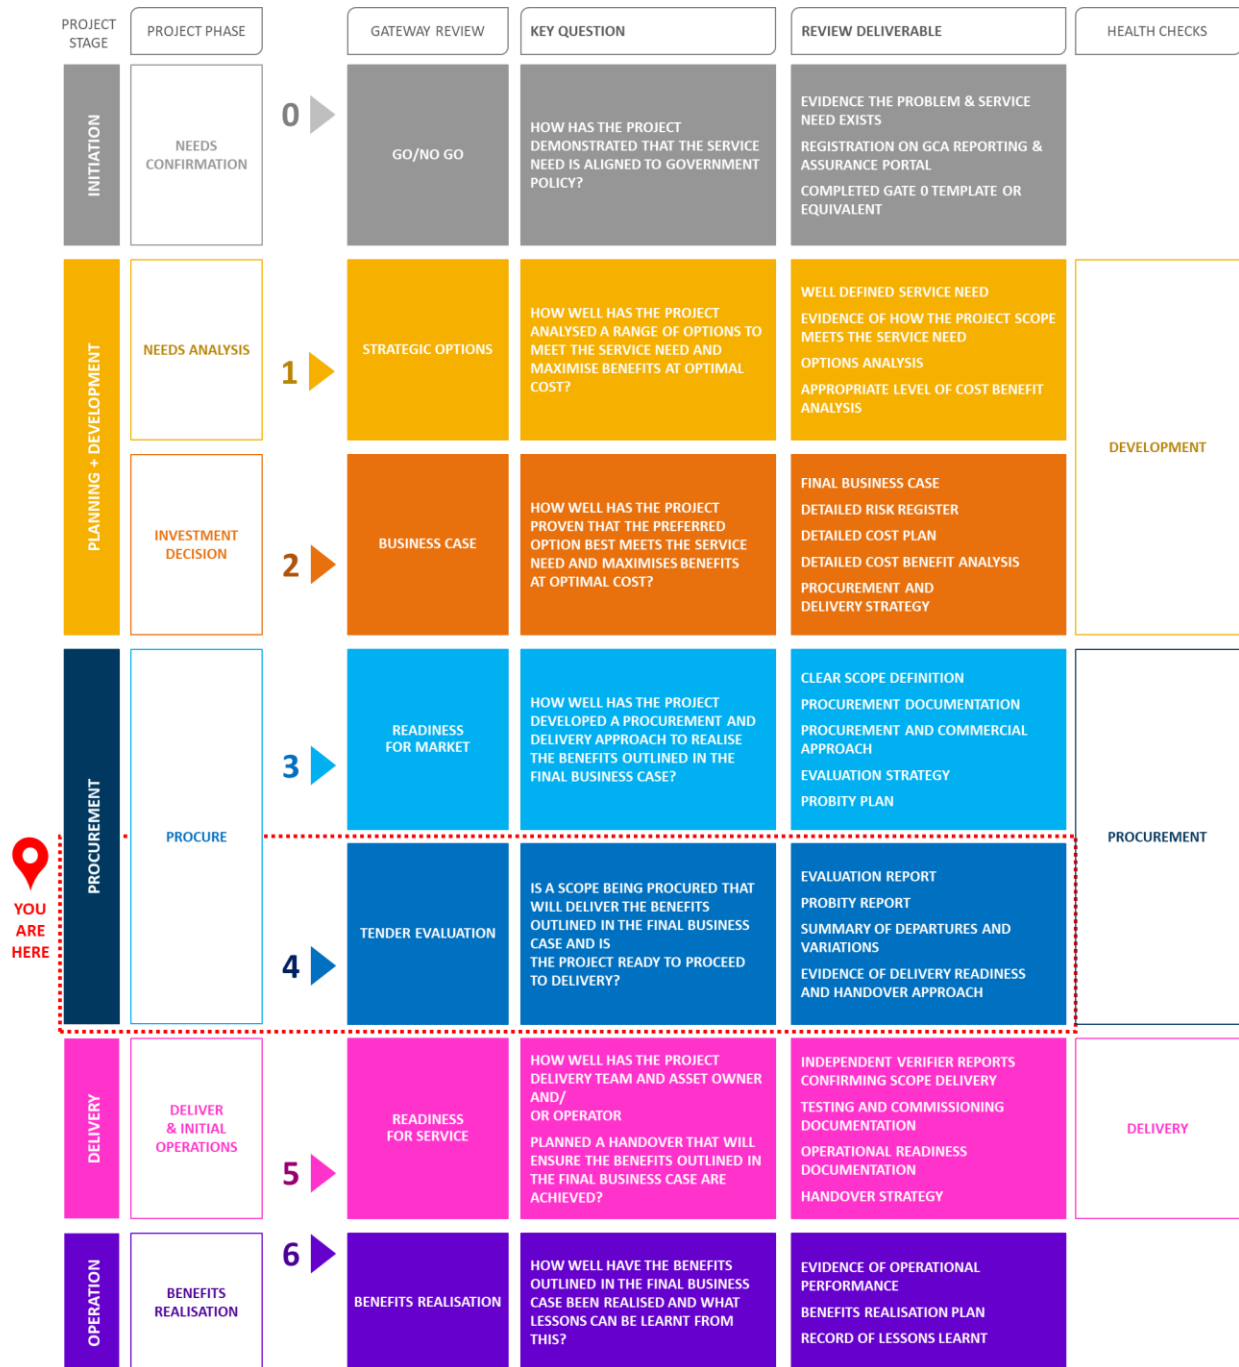 PROJECT
STAGE
PROJECT PHASE
GATEWAY REVIEW
KEY QUESTION
REVIEW DELIVERABLE
HEALTH CHECKS
INITIATION
NEEDS
CONFIRMATION
0
GO/NO GO
HOW HAS THE PROJECT
DEMONSTRATED THAT THE SERVICE
NEED IS ALIGNED TO GOVERNMENT
POLICY?
EVIDENCE THE PROBLEM & SERVICE
NEED EXISTS
REGISTRATION ON GCA REPORTING &
ASSURANCE PORTAL
COMPLETED GATE 0 TEMPLATE OR
EQUIVALENT
PLANNING + DEVELOPMENT
NEEDS ANALYSIS
1
STRATEGIC OPTIONS
HOW WELL HAS THE PROJECT
ANALYSED A RANGE OF OPTIONS TO
MEET THE SERVICE NEED AND
MAXIMISE BENEFITS AT OPTIMAL
COST?
WELL DEFINED SERVICE NEED
EVIDENCE OF HOW THE PROJECT SCOPE
MEETS THE SERVICE NEED
OPTIONS ANALYSIS
APPROPRIATE LEVEL OF COST BENEFIT
ANALYSIS
DEVELOPMENT
INVESTMENT
DECISION
2
BUSINESS CASE
HOW WELL HAS THE PROJECT
PROVEN THAT THE PREFERRED
OPTION BEST MEETS THE SERVICE
NEED AND MAXIMISES BENEFITS
AT OPTIMAL COST?
FINAL BUSINESS CASE
DETAILED RISK REGISTER
DETAILED COST PLAN
DETAILED COST BENEFIT ANALYSIS
PROCUREMENT AND
DELIVERY STRATEGY
PROCUREMENT
PROCURE
3
READINESS
FOR MARKET
HOW WELL HAS THE PROJECT
DEVELOPED A PROCUREMENT AND
DELIVERY APPROACH TO REALISE
THE BENEFITS OUTLINED IN THE
FINAL BUSINESS CASE?
CLEAR SCOPE DEFINITION
PROCUREMENT DOCUMENTATION
PROCUREMENT AND COMMERCIAL
APPROACH
EVALUATION STRATEGY
PROBITY PLAN
PROCUREMENT
YOU
ARE
HERE
4
TENDER EVALUATION
IS A SCOPE BEING PROCURED THAT
WILL DELIVER THE BENEFITS
OUTLINED IN THE FINAL BUSINESS
CASE AND IS
THE PROJECT READY TO PROCEED
TO DELIVERY?
EVALUATION REPORT
PROBITY REPORT
SUMMARY OF DEPARTURES AND
VARIATIONS
EVIDENCE OF DELIVERY READINESS
AND HANDOVER APPROACH
DELIVERY
DELIVER
& INITIAL
OPERATIONS
5
READINESS
FOR SERVICE
HOW WELL HAS THE PROJECT
DELIVERY TEAM AND ASSET OWNER
AND/
OR OPERATOR
PLANNED A HANDOVER THAT WILL
ENSURE THE BENEFITS OUTLINED IN
THE FINAL BUSINESS CASE ARE
ACHIEVED?
INDEPENDENT VERIFIER REPORTS
CONFIRMING SCOPE DELIVERY
TESTING AND COMMISSIONING
DOCUMENTATION
OPERATIONAL READINESS
DOCUMENTATION
HANDOVER STRATEGY
DELIVERY
OPERATION
BENEFITS
REALISATION
6
BENEFITS REALISATION
HOW WELL HAVE THE BENEFITS
OUTLINED IN THE FINAL BUSINESS
CASE BEEN REALISED AND WHAT
LESSONS CAN BE LEARNT FROM
THIS?
EVIDENCE OF OPERATIONAL
PERFORMANCE
BENEFITS REALISATION PLAN
RECORD OF LESSONS LEARNT